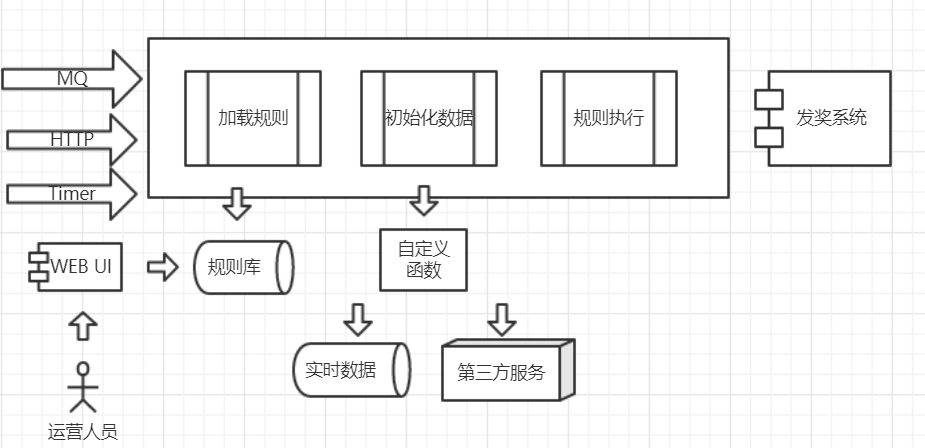 MQ
加载规则
初始化数据
规则执行
发奖系统
HTTP
Timer
WEB UI
规则库
自定义
函数
实时数据
第三方服务
运营人员